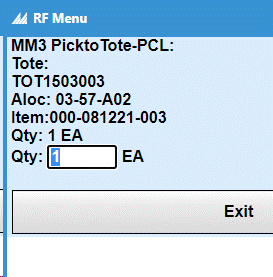 RF Menu
MM3 PicktoTote-PCL:
Tote:
TOT1503003
Aloc: 03-57-A02
Item:000-081221-003
Qty: 1 EA
Qty: 1 EA
Exit